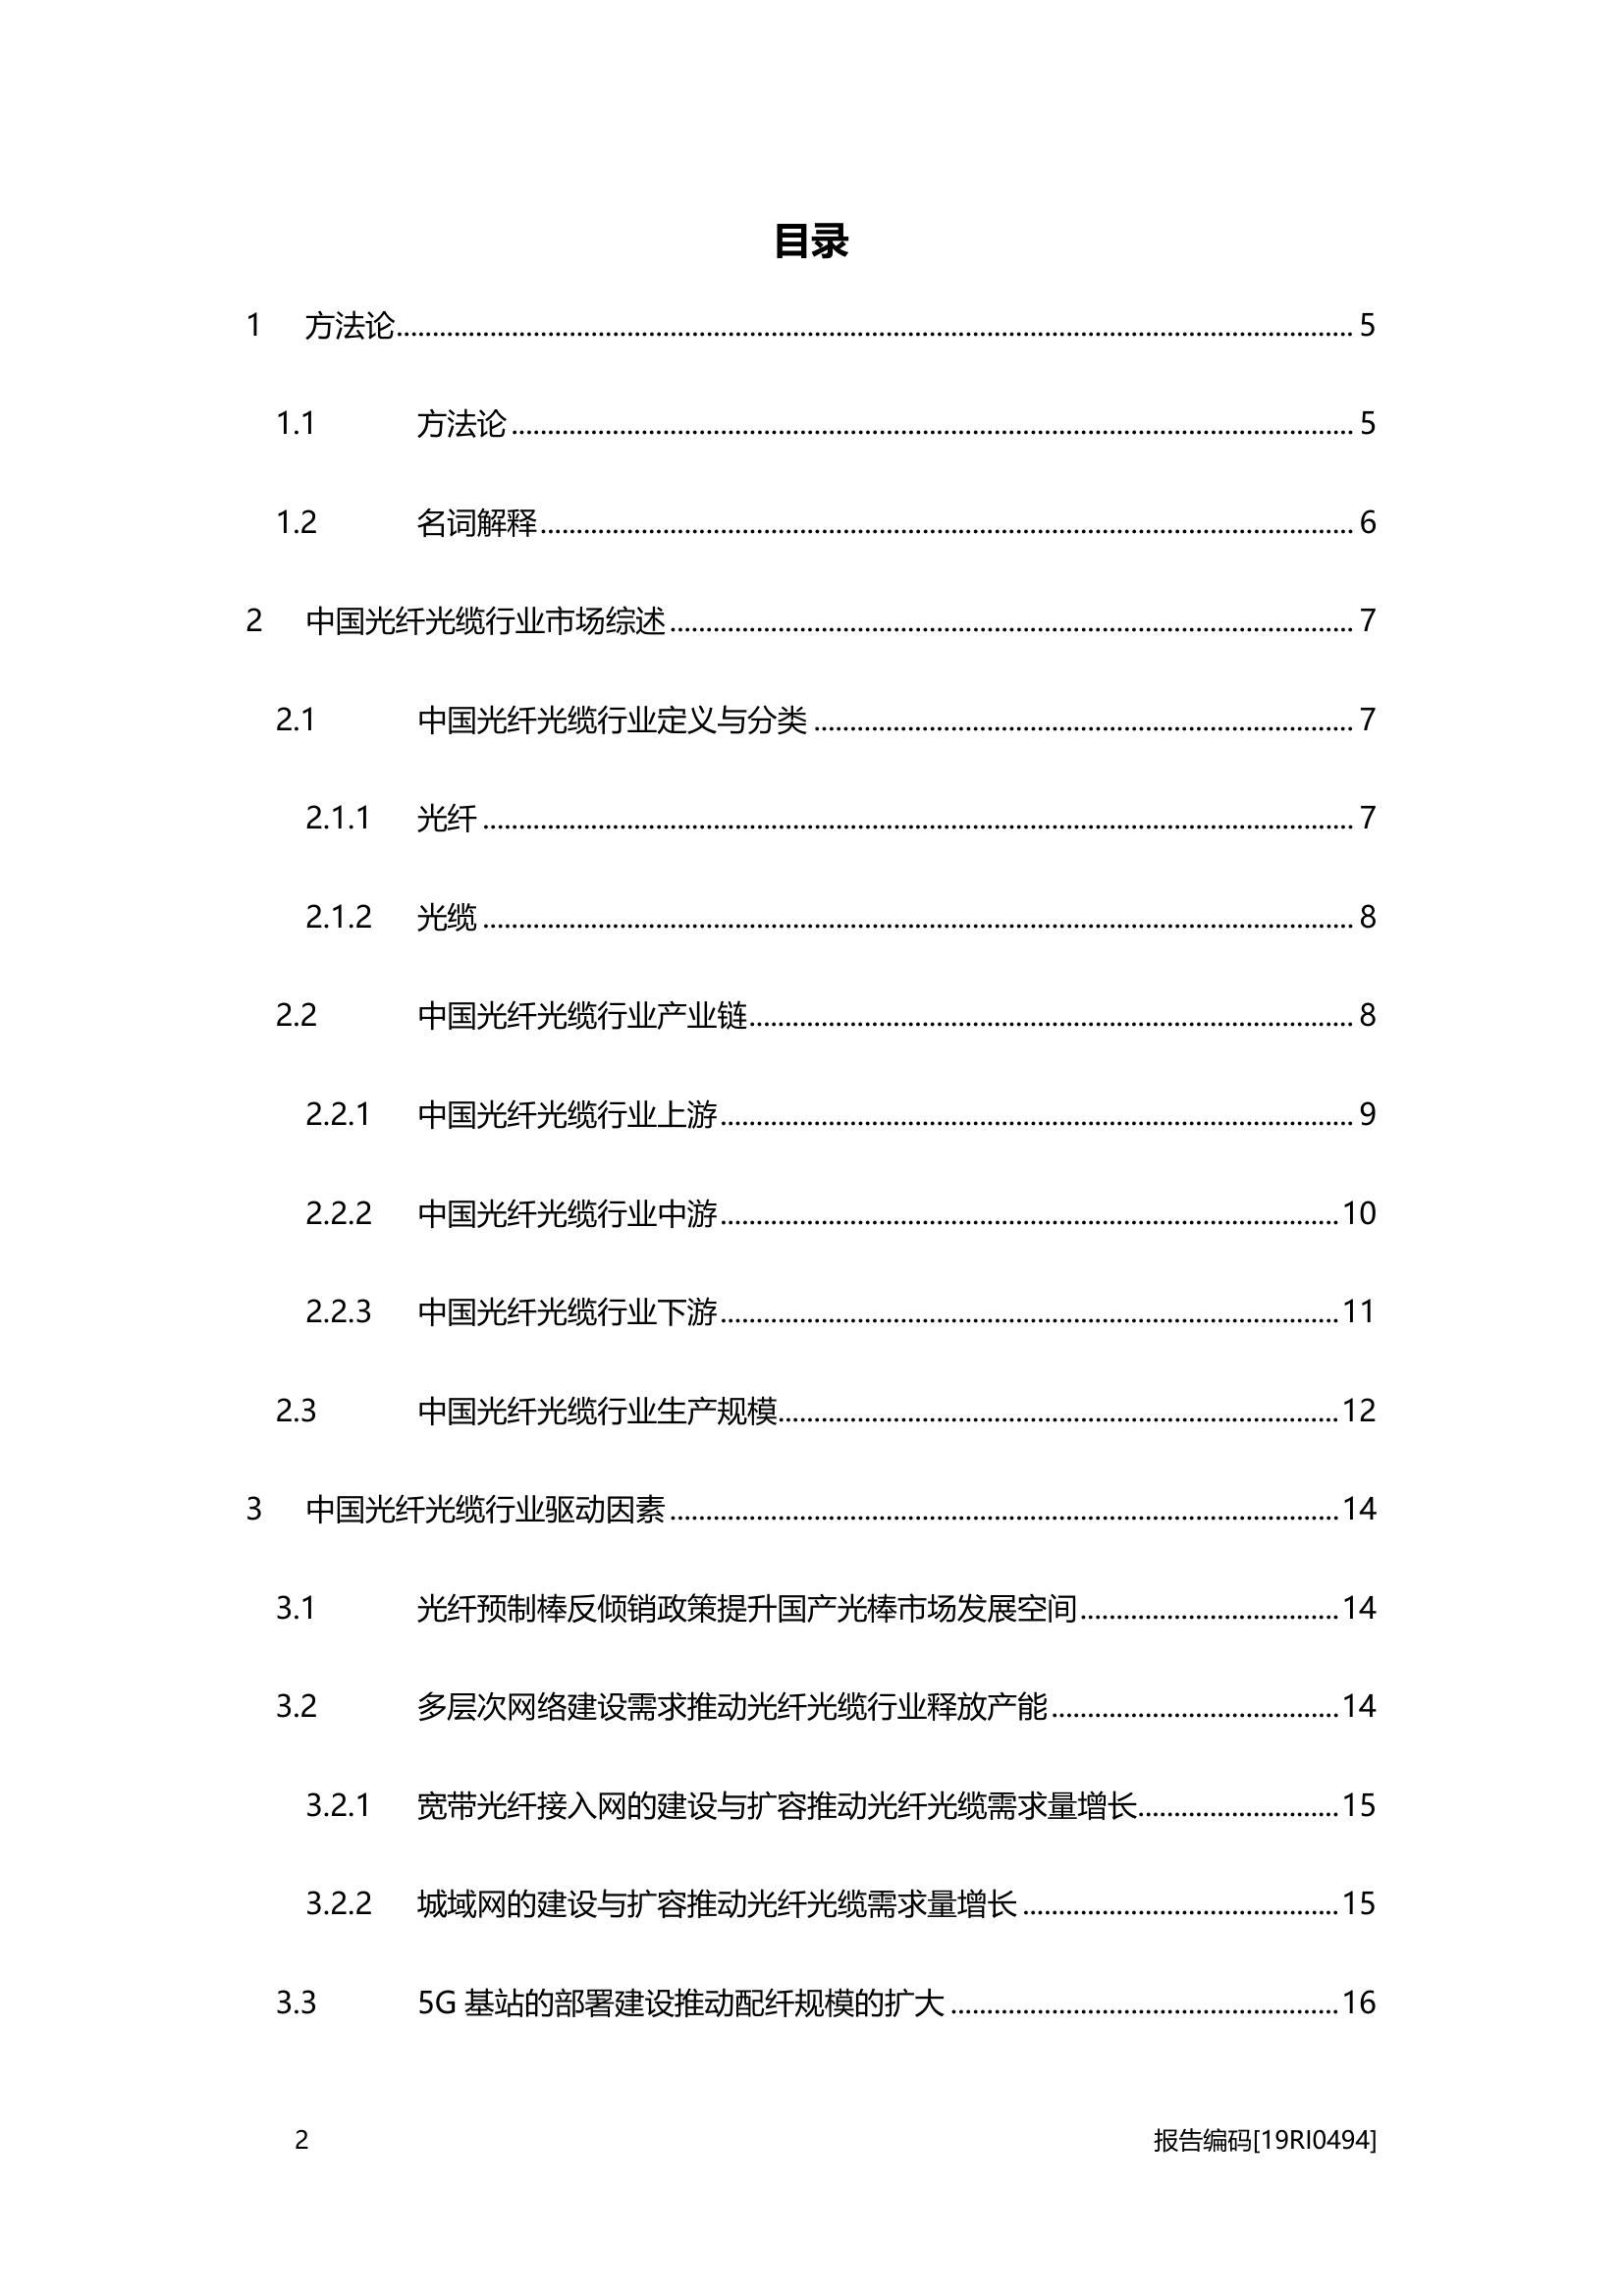 目录
1 方法论 5
1.1 方法论 5
1.2 名词解释 6
2 中国光纤光缆行业市场综述 7
2.1 中国光纤光缆行业定义与分类 7
2.1.1 光纤 7
2.1.2 光缆 8
2.2 中国光纤光缆行业产业链 8
2.2.1 中国光纤光缆行业上游 9
2.2.2 中国光纤光缆行业中游 10
2.2.3 中国光纤光缆行业下游 11
2.3 中国光纤光缆行业生产规模 12
3 中国光纤光缆行业驱动因素 14
3.1 光纤预制棒反倾销政策提升国产光棒市场发展空间 14
3.2 多层次网络建设需求推动光纤光缆行业释放产能 14
3.2.1 宽带光纤接入网的建设与扩容推动光纤光缆需求量增长 15
3.2.2 城域网的建设与扩容推动光纤光缆需求量增长 15
3.3 5G 基站的部署建设推动配纤规模的扩大 16
2 报告编码[19RI0494]